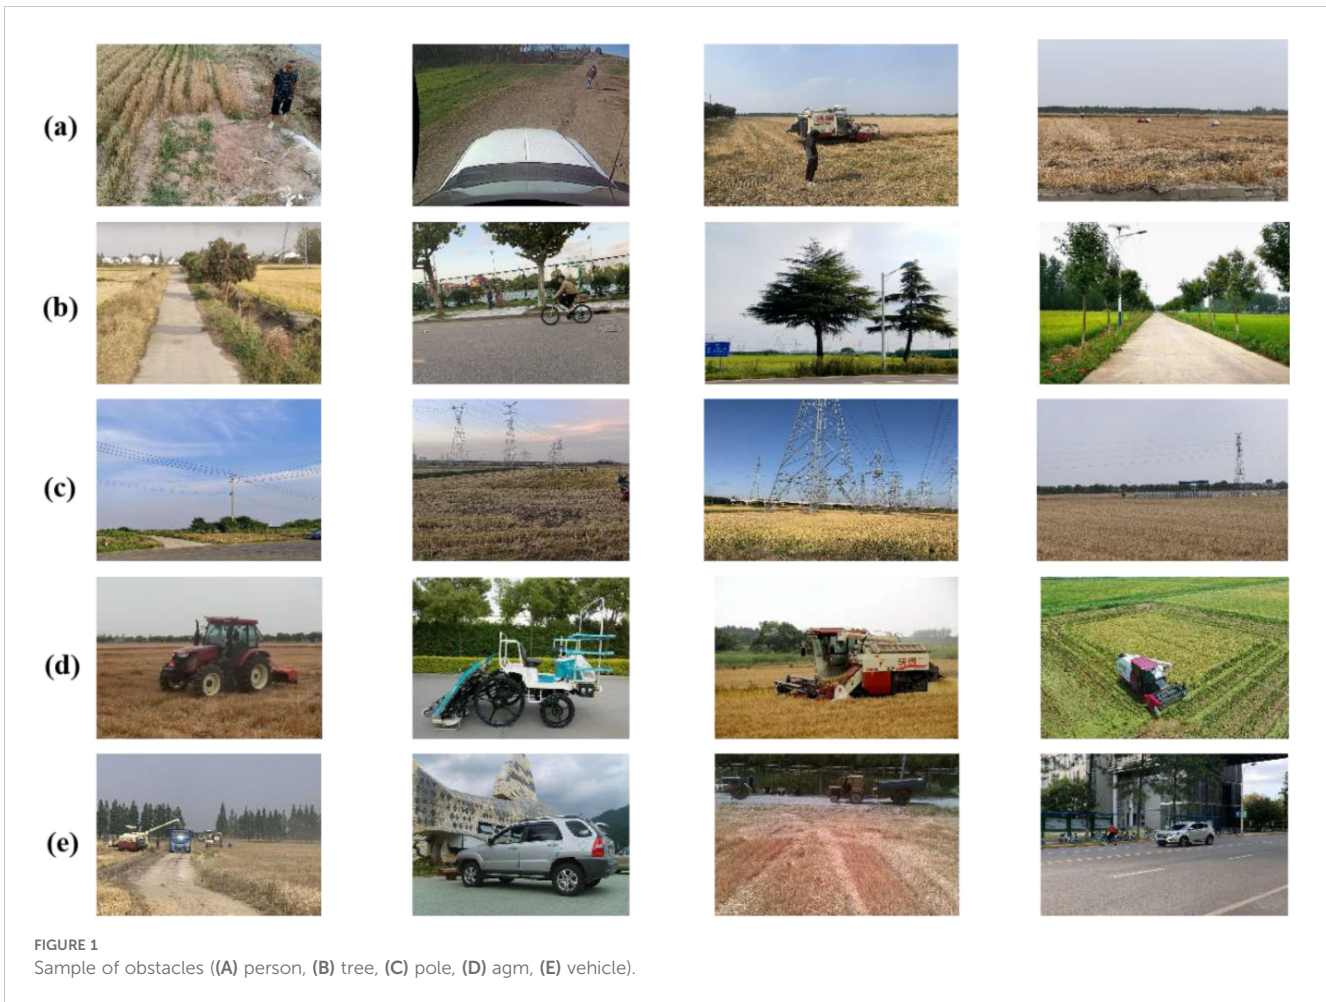 (a)
(b)
(c)
(d)
(e)
FIGURE 1
Sample of obstacles ((A) person, (B) tree, (C) pole, (D) agm, (E) vehicle).